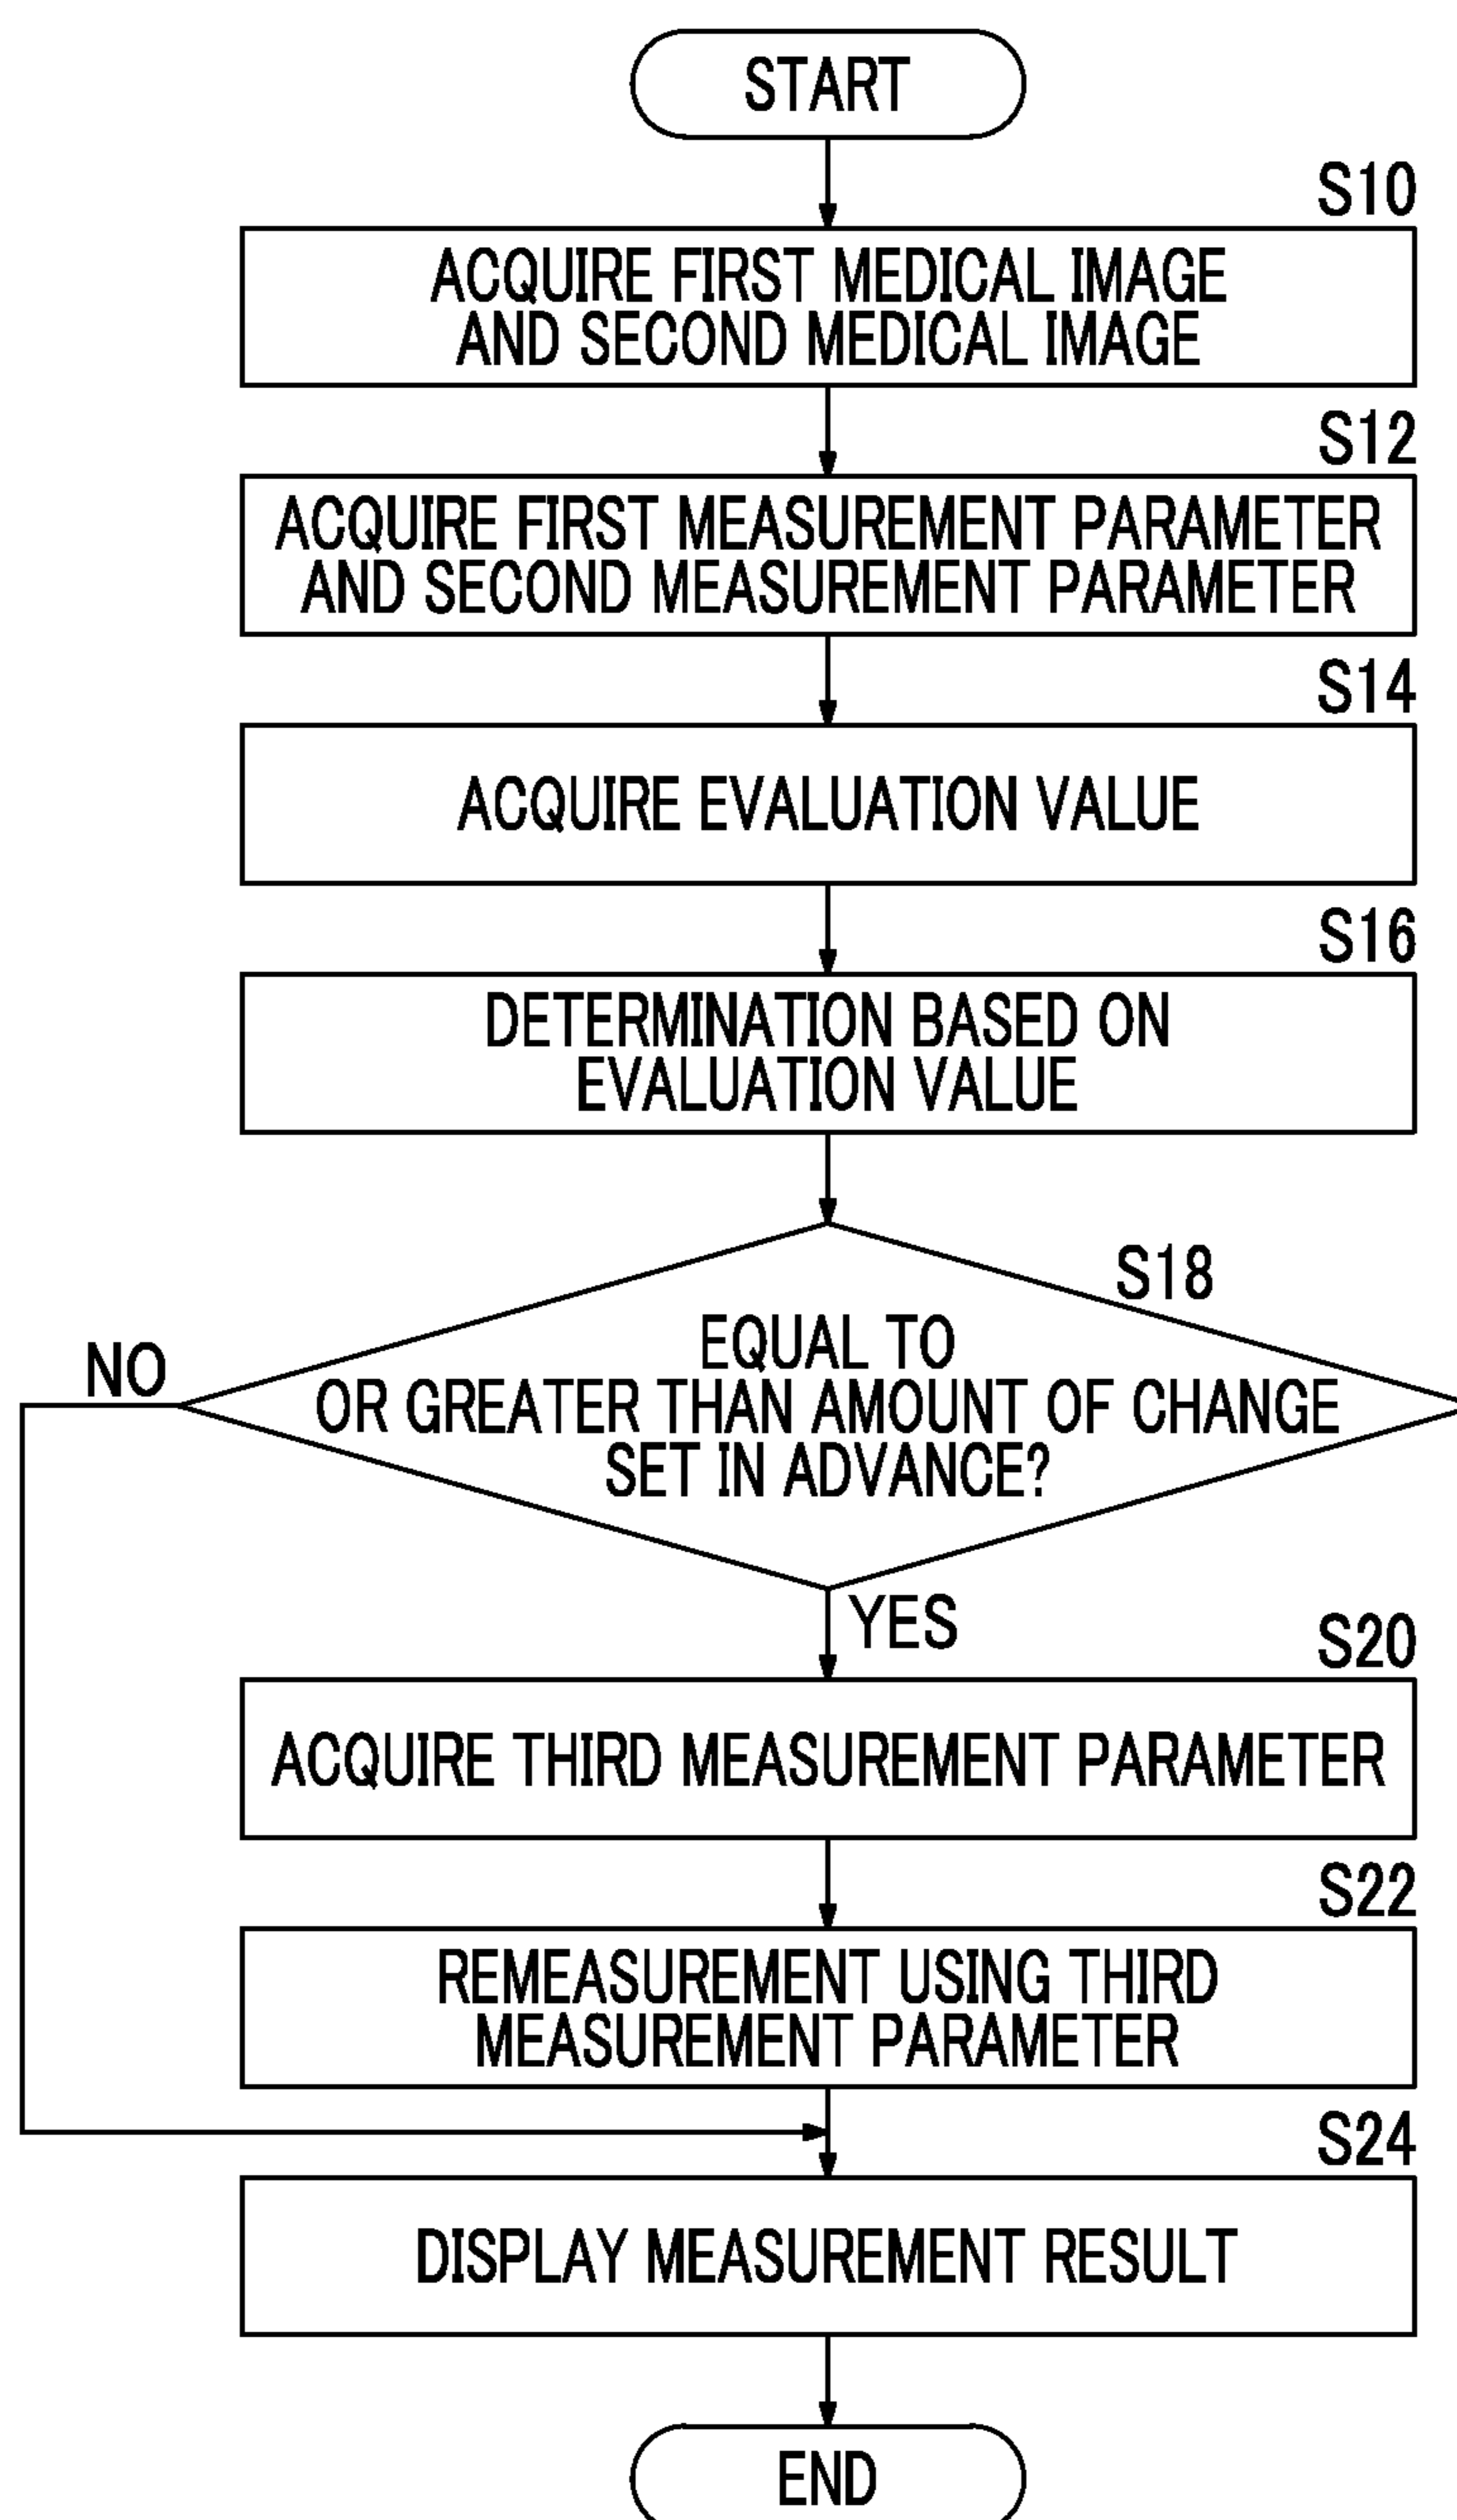 START
S10
ACQUIRE FIRST MEDICAL IMAGE
AND SECOND MEDICAL IMAGE
S12
ACQUIRE FIRST MEASUREMENT PARAMETER
AND SECOND MEASUREMENT PARAMETER
S14
ACQUIRE EVALUATION VALUE
S16
DETERMINATION BASED ON
EVALUATION VALUE
S18
EQUAL TO
OR GREATER THAN AMOUNT OF CHANGE
SET IN ADVANCE?
NO
YES
S20
ACQUIRE THIRD MEASUREMENT PARAMETER
S22
REMEASUREMENT USING THIRD
MEASUREMENT PARAMETER
S24
DISPLAY MEASUREMENT RESULT
END